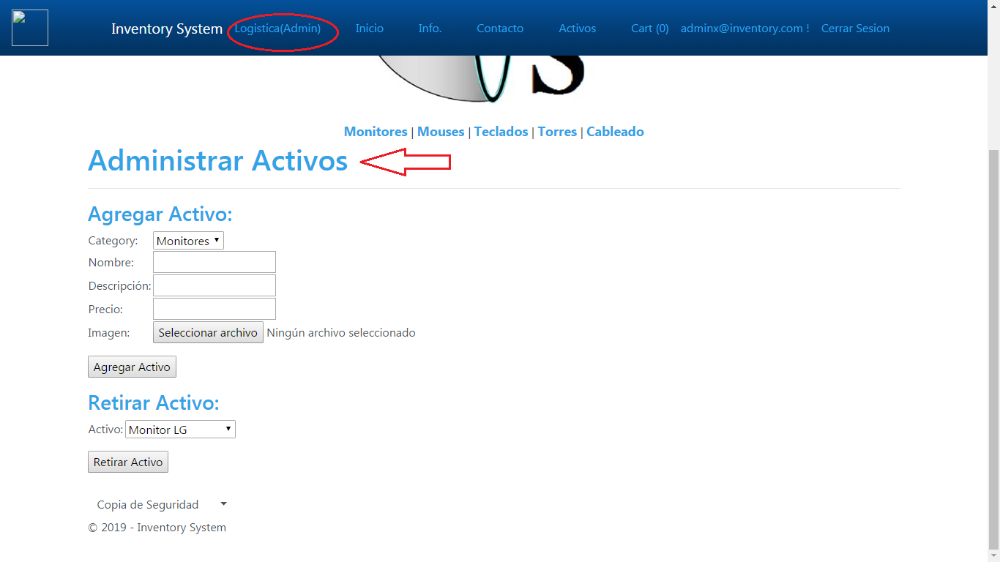 Inventory System Logistica(Admin) Inicio Info. Contacto Activos Cart (0) adminx@inventory.com ! Cerrar Sesion
S
Monitores | Mouses | Teclados | Torres | Cableado
Administrar Activos
Agregar Activo:
Category: Monitores
Nombre:
Descripción:
Precio:
Imagen: Seleccionar archivo Ningún archivo seleccionado
Agregar Activo
Retirar Activo:
Activo: Monitor LG
Retirar Activo
Copia de Seguridad
© 2019 - Inventory System